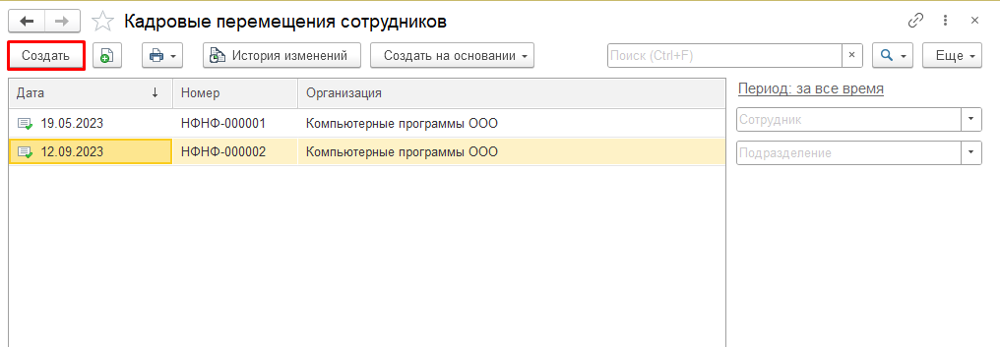 Кадровые перемещения сотрудников
Создать История изменений Создать на основании Поиск (Ctrl+F) × Еще
Дата ↓ Номер Организация
Период: за все время
19.05.2023 НФНФ-000001 Компьютерные программы ООО
Сотрудник
12.09.2023 НФНФ-000002 Компьютерные программы ООО
Подразделение